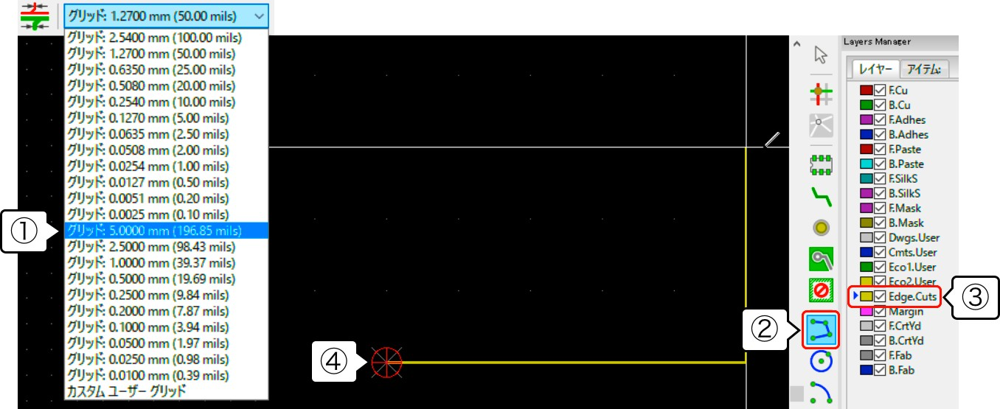 グリッド: 1.2700 mm (50.00 mils)
グリッド: 2.5400 mm (100.00 mils)
グリッド: 1.2700 mm (50.00 mils)
グリッド: 0.6350 mm (25.00 mils)
グリッド: 0.5080 mm (20.00 mils)
グリッド: 0.2540 mm (10.00 mils)
グリッド: 0.1270 mm (5.00 mils)
グリッド: 0.0635 mm (2.50 mils)
グリッド: 0.0508 mm (2.00 mils)
グリッド: 0.0254 mm (1.00 mils)
グリッド: 0.0127 mm (0.50 mils)
グリッド: 0.0051 mm (0.20 mils)
グリッド: 0.0025 mm (0.10 mils)
①
グリッド: 5.0000 mm (196.85 mils)
グリッド: 2.5000 mm (98.43 mils)
グリッド: 1.0000 mm (39.37 mils)
グリッド: 0.5000 mm (19.69 mils)
グリッド: 0.2500 mm (9.84 mils)
グリッド: 0.2000 mm (7.87 mils)
グリッド: 0.1000 mm (3.94 mils)
グリッド: 0.0500 mm (1.97 mils)
グリッド: 0.0250 mm (0.98 mils)
グリッド: 0.0100 mm (0.39 mils)
カスタム ユーザー グリッド
④
②
Layers Manager
レイヤー アイテム:
F.Cu
B.Cu
F.Adhes
B.Adhes
F.Paste
B.Paste
F.SilkS
B.SilkS
F.Mask
B.Mask
Dwgs.User
Cmts.User
Eco1.User
Eco2.User
Edge.Cuts
③
Margin
F.CrtYd
B.CrtYd
F.Fab
B.Fab